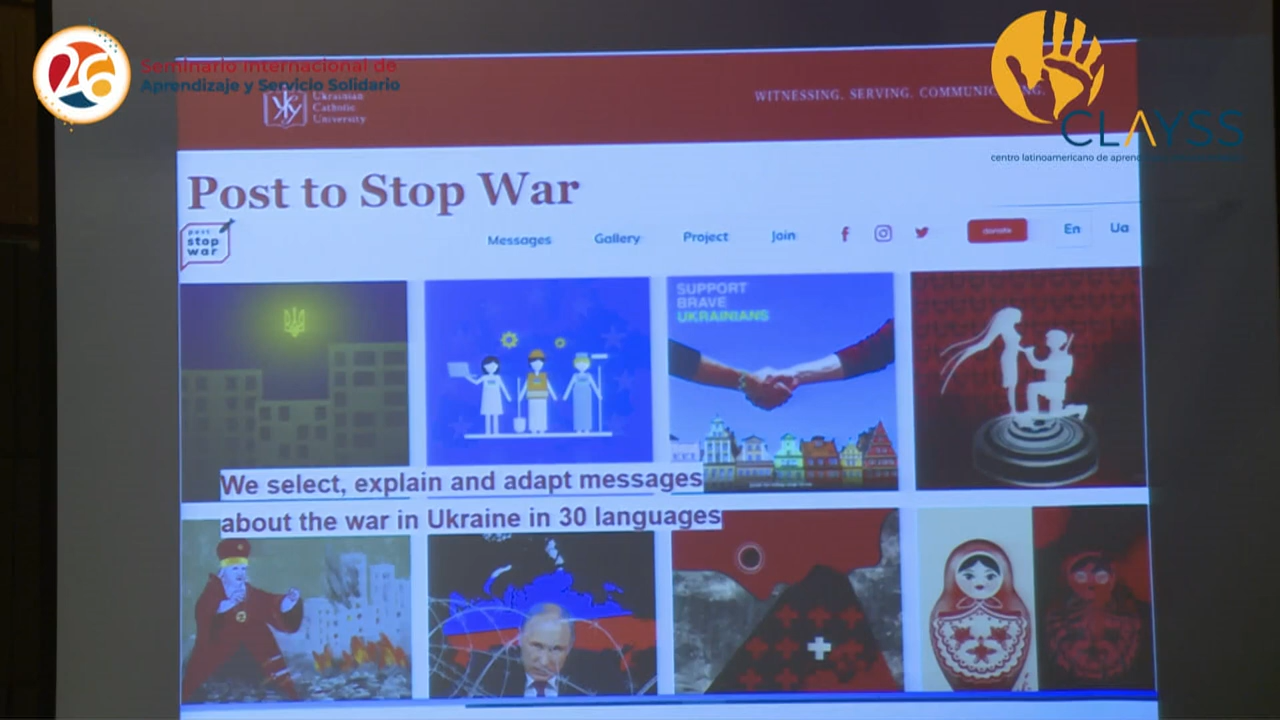 26
Seminario Internacional de
Aprendizaje y Servicio Solidario
CLAYSS
centro latinoamericano de
Ukrainian
Catholic
University
WITNESSING. SERVING.
Post to Stop War
post
stop
war
Messages
Gallery
Project
Join
donate
En
Ua
SUPPORT
BRAVE
UKRAINIANS
We select, explain and adapt messages
about the war in Ukraine in 30 languages